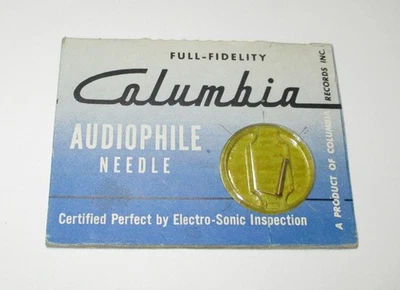 FULL-FIDELITY
Columbia
AUDIOPHILE
NEEDLE
Certified Perfect by Electro-Sonic Inspection
A PRODUCT OF COLUMBIA RECORDS INC.